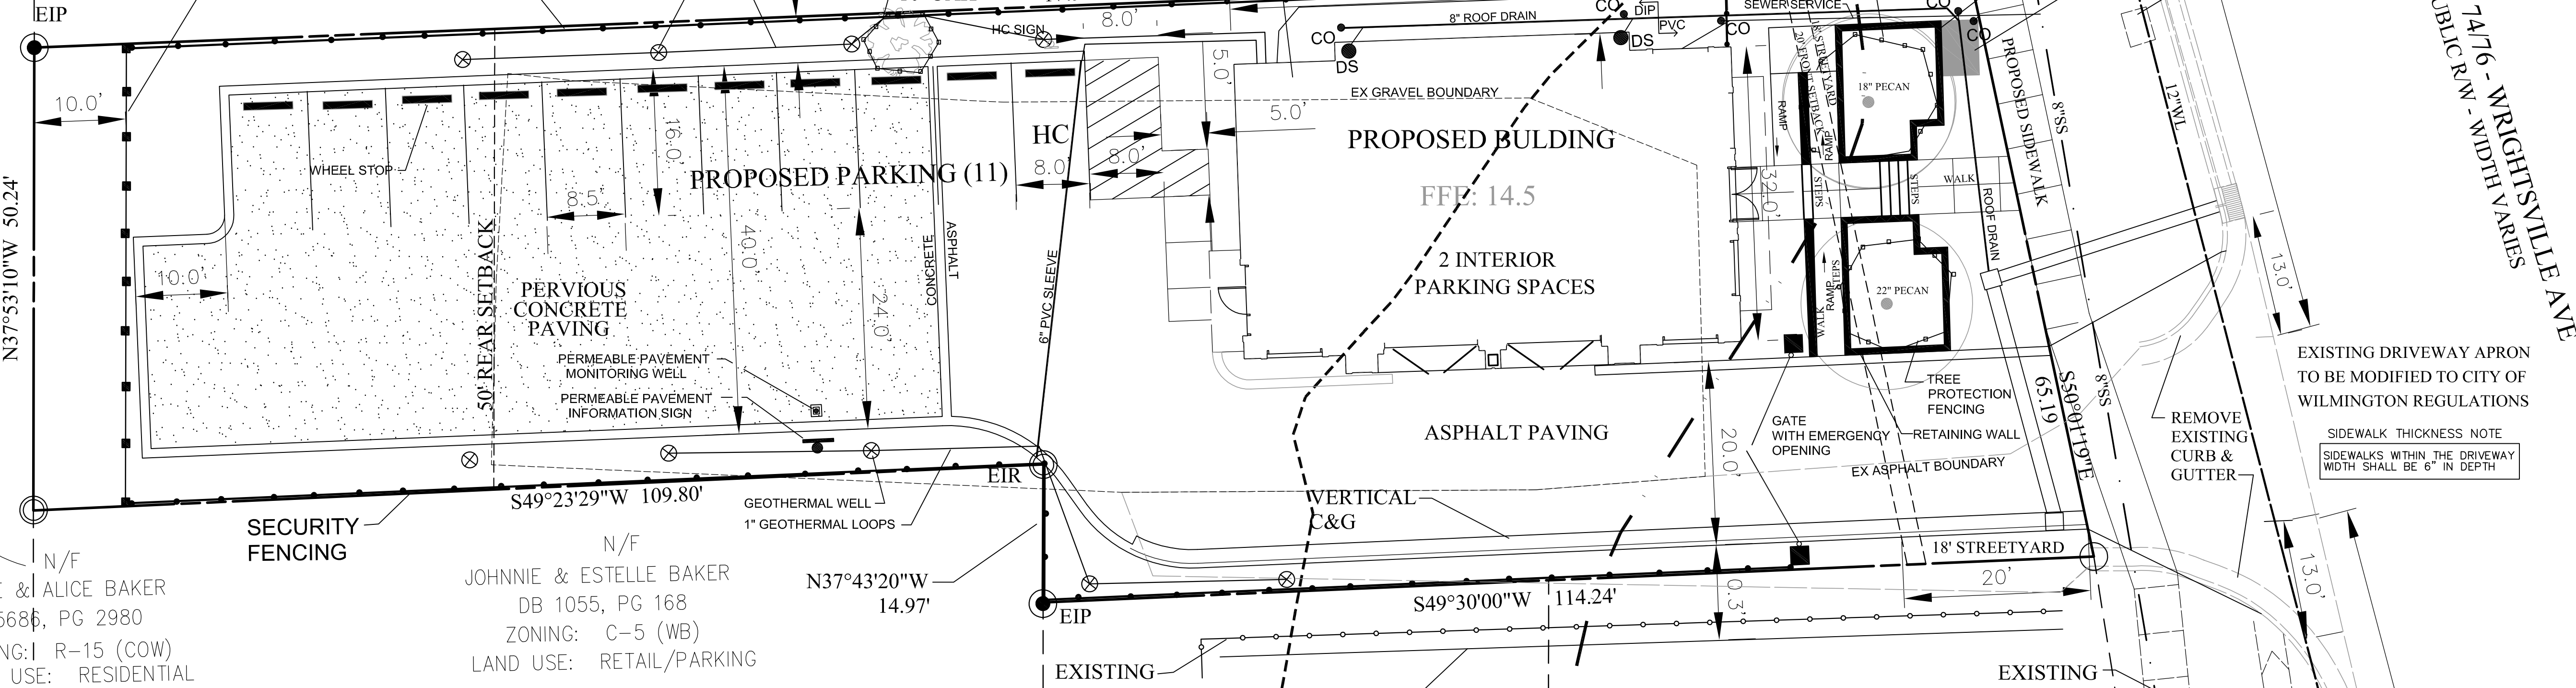 EIP
HC SIGN
8.0'
8" ROOF DRAIN
CO
CO
DIP
PVC
CO
SEWER SERVICE
CO
CO
DS
DS
10.0'
5.0'
5.0'
EX GRAVEL BOUNDARY
18' STREETYARD
20' FRONT SETBACK
18" PECAN
PROPOSED SIDEWALK
8"SS
12"WL
74/76 - WRIGHTSVILLE AVE
PUBLIC R/W - WIDTH VARIES
WHEEL STOP
16.0'
HC
PROPOSED PARKING (11)
8.0'
8.0'
8.5'
PROPOSED BULDING
FFE: 14.5
2 INTERIOR
PARKING SPACES
RAMP
RAMP
STEPS
STEPS
WALK
32.0'
ROOF DRAIN
N37°53'10"W 50.24'
50' REAR SETBACK
40.0'
24.0'
CONCRETE
ASPHALT
6" PVC SLEEVE
10.0'
PERVIOUS
CONCRETE
PAVING
PERMEABLE PAVEMENT
MONITORING WELL
PERMEABLE PAVEMENT
INFORMATION SIGN
WALK
RAMP
STEPS
22" PECAN
13.0'
EXISTING DRIVEWAY APRON
TO BE MODIFIED TO CITY OF
WILMINGTON REGULATIONS
SIDEWALK THICKNESS NOTE
SIDEWALKS WITHIN THE DRIVEWAY
WIDTH SHALL BE 6" IN DEPTH
TREE
PROTECTION
FENCING
65.19
S50°01'19"E
8"SS
REMOVE
EXISTING
CURB &
GUTTER
ASPHALT PAVING
20.0'
GATE
WITH EMERGENCY
OPENING
RETAINING WALL
EX ASPHALT BOUNDARY
EIR
S49°23'29"W 109.80'
GEOTHERMAL WELL
1" GEOTHERMAL LOOPS
SECURITY
FENCING
VERTICAL
C&G
18' STREETYARD
20'
13.0'
N/F
E & ALICE BAKER
5686, PG 2980
NG: R-15 (COW)
USE: RESIDENTIAL
N/F
JOHNNIE & ESTELLE BAKER
DB 1055, PG 168
ZONING: C-5 (WB)
LAND USE: RETAIL/PARKING
N37°43'20"W
14.97'
EIP
S49°30'00"W 114.24'
0.3'
EXISTING
EXISTING